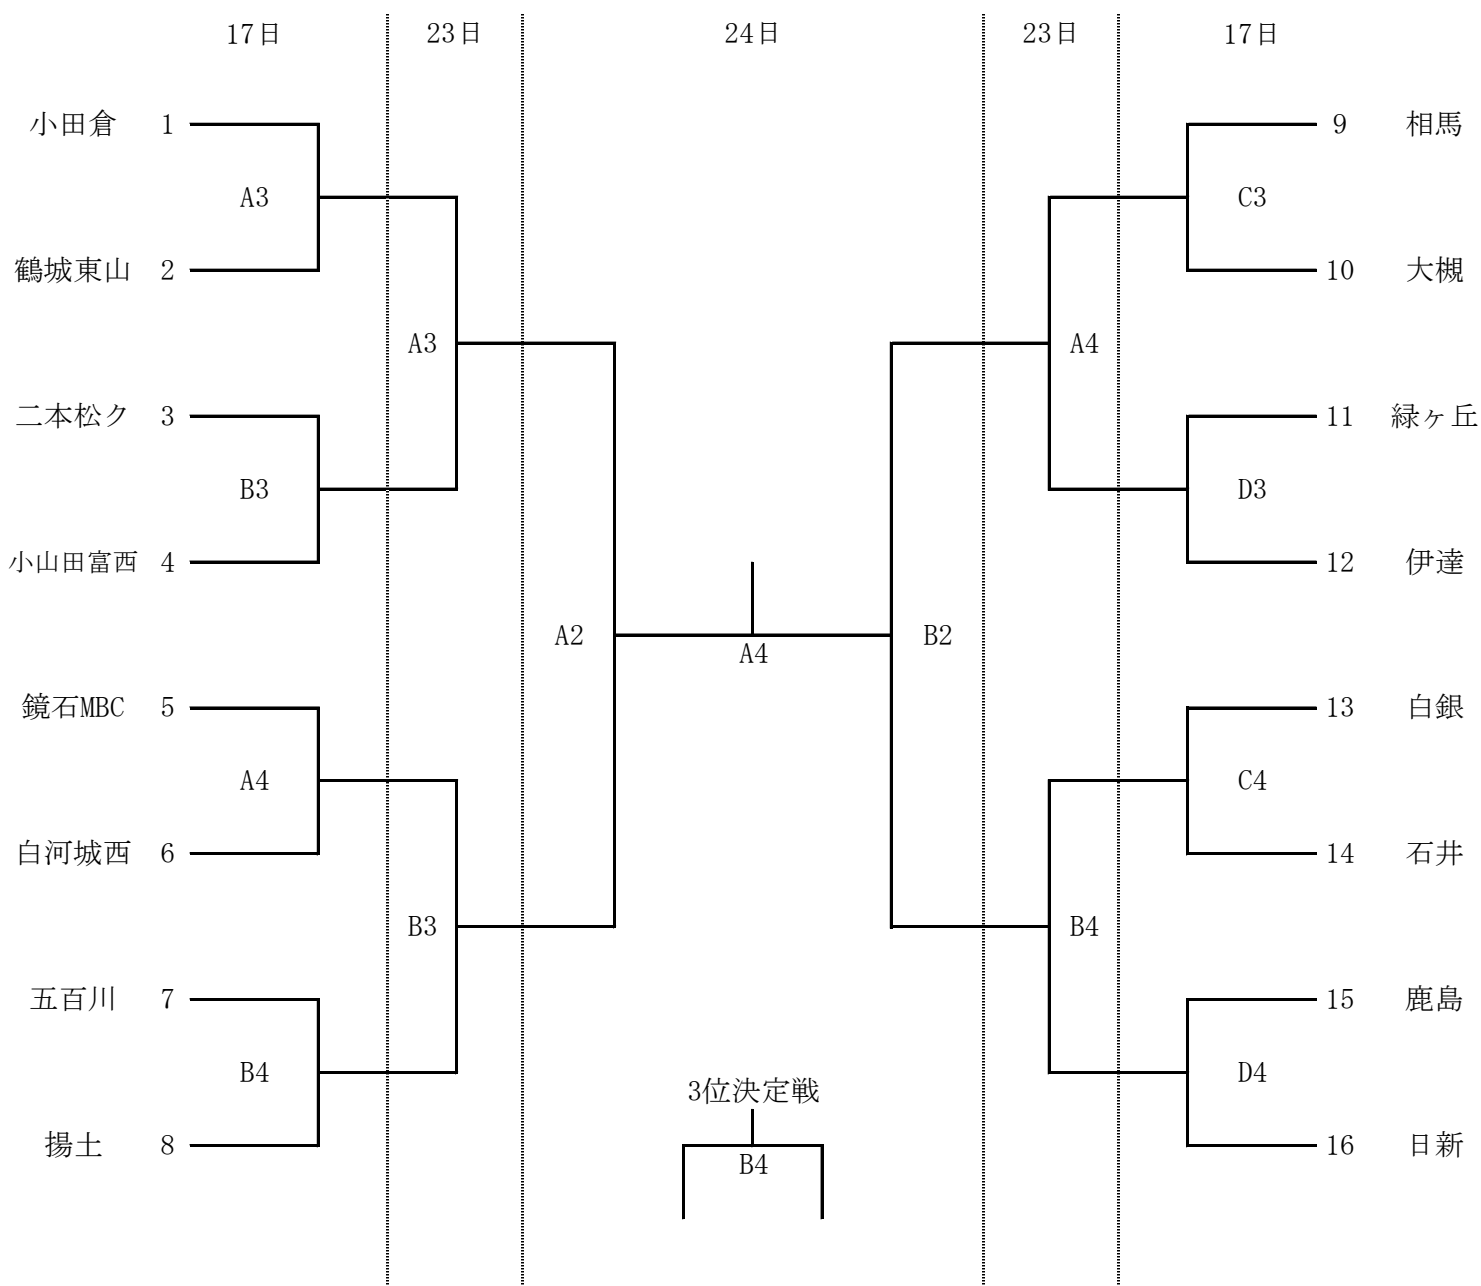 17日 23日 24日 23日 17日
小田倉 1 9 相馬
A3 C3
鶴城東山 2 10 大槻
A3 A4
二本松ク 3 11 緑ヶ丘
B3 D3
小山田富西 4 12 伊達
A2 B2
A4
鏡石MBC 5 13 白銀
A4 C4
白河城西 6 14 石井
B3 B4
五百川 7 15 鹿島
B4 D4
3位決定戦
揚土 8 16 日新
B4